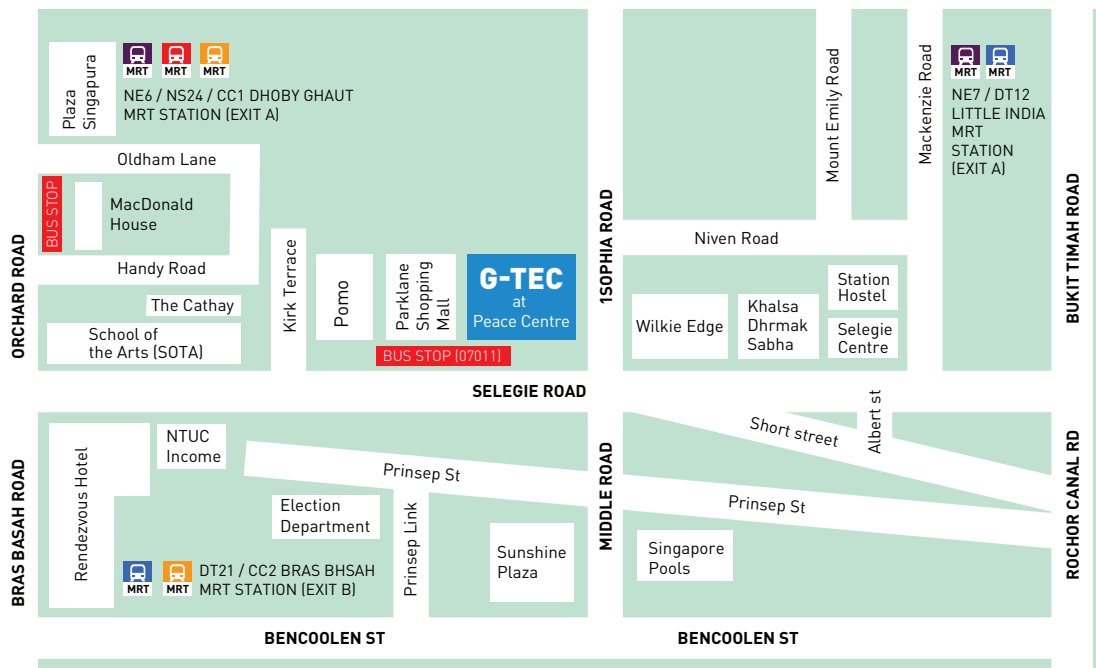 Plaza
Singapura
MRT
MRT
MRT
NE6 / NS24 / CC1 DHOBY GHAUT
MRT STATION (EXIT A)
Oldham Lane
BUS STOP
MacDonald
House
Handy Road
The Cathay
School of
the Arts (SOTA)
ORCHARD ROAD
Kirk Terrace
Pomo
Parklane
Shopping
Mall
G-TEC
at
Peace Centre
BUS STOP (07011)
1SOPHIA ROAD
Mount Emily Road
Mackenzie Road
MRT
MRT
NE7 / DT12
LITTLE INDIA
MRT
STATION
(EXIT A)
BUKIT TIMAH ROAD
Niven Road
Wilkie Edge
Khalsa
Dhrmak
Sabha
Station
Hostel
Selegie
Centre
SELEGIE ROAD
BRAS BASAH ROAD
Rendezvous Hotel
NTUC
Income
Prinsep St
Election
Department
Prinsep Link
Sunshine
Plaza
MRT
MRT
DT21 / CC2 BRAS BHSAH
MRT STATION (EXIT B)
MIDDLE ROAD
Short street
Albert st
Prinsep St
Singapore
Pools
ROCHOR CANAL RD
BENCOOLEN ST
BENCOOLEN ST